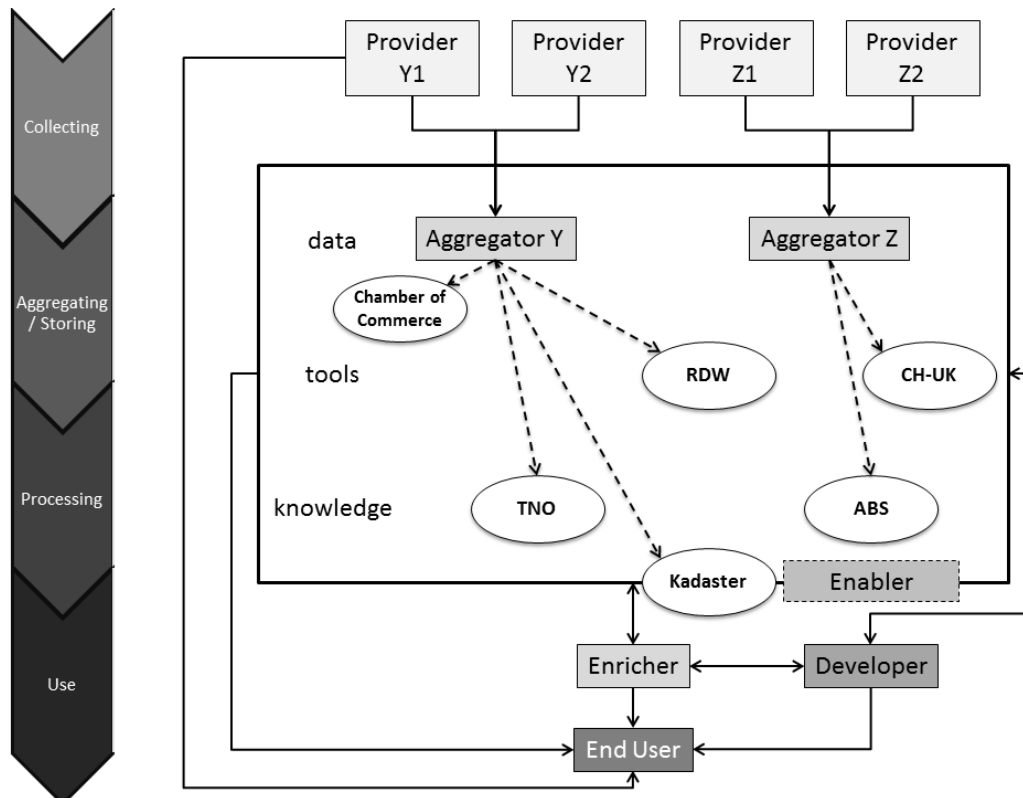 Provider
Y1
Provider
Y2
Provider
Z1
Provider
Z2
Collecting
data
Aggregator Y
Aggregator Z
Aggregating
/ Storing
Chamber of
Commerce
tools
RDW
CH-UK
Processing
knowledge
TNO
ABS
Kadaster
Enabler
Use
Enricher
Developer
End User